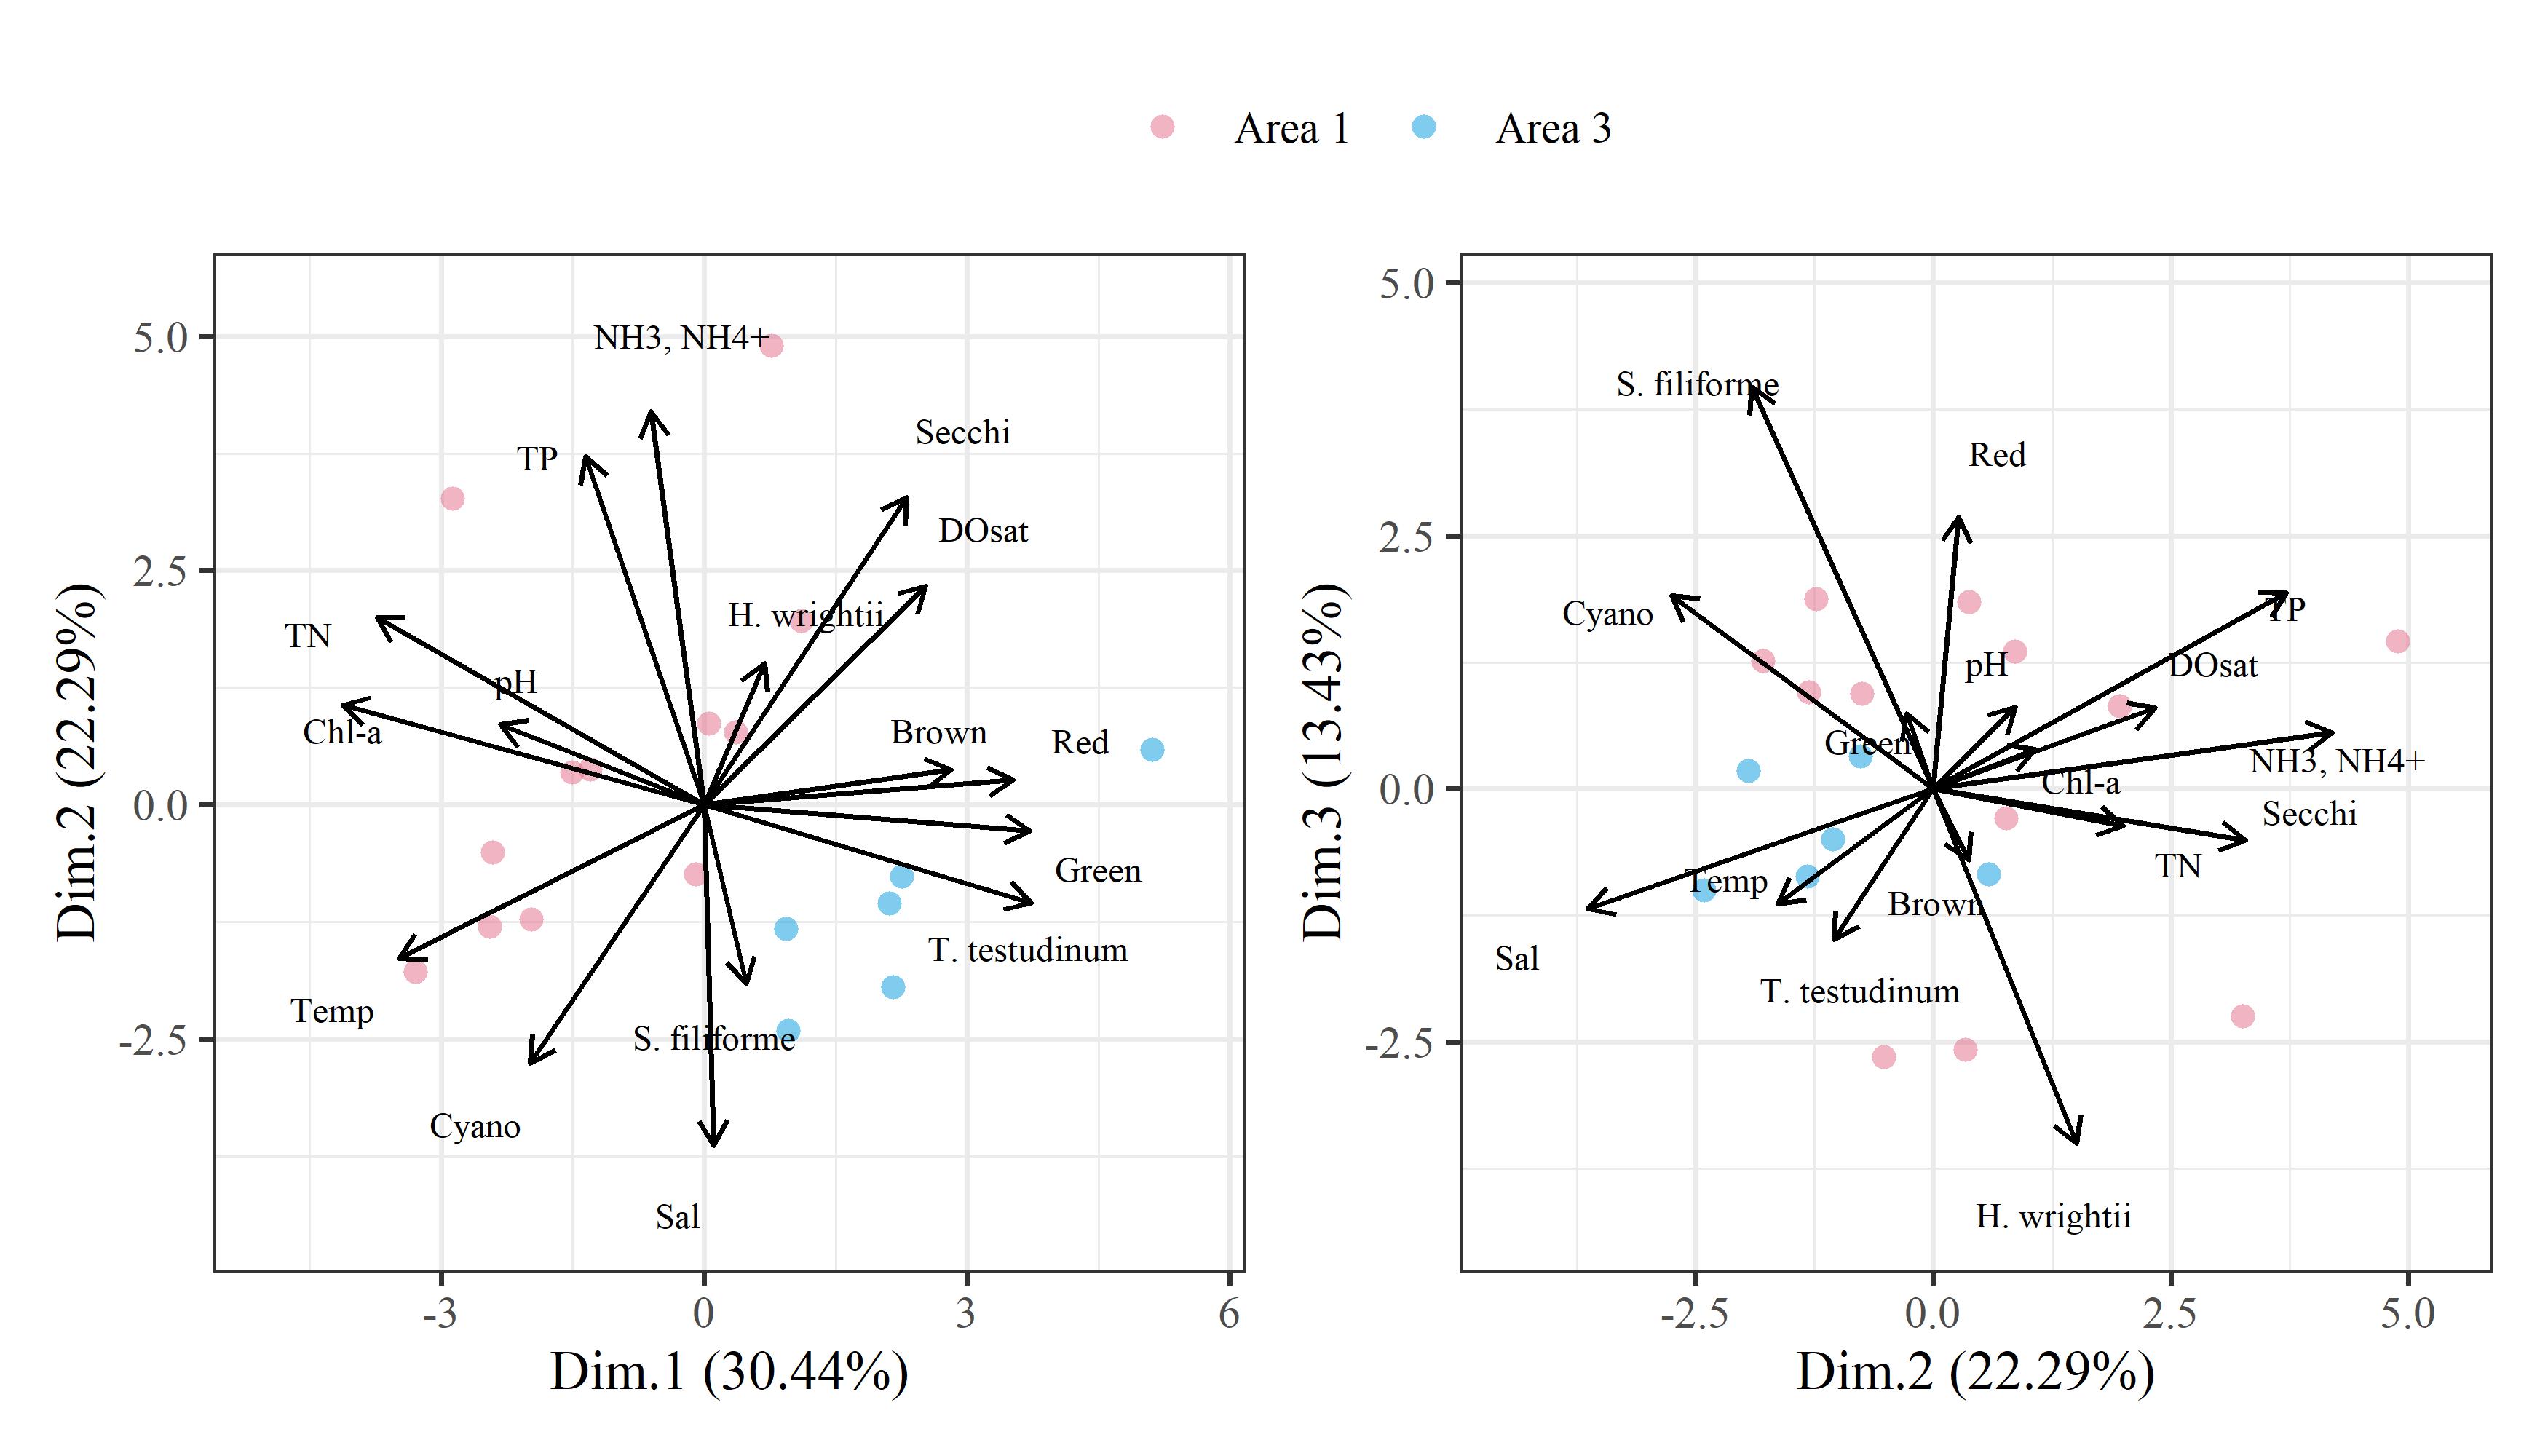 Area 1 Area 3
5.0
2.5
0.0
-2.5
Dim.2 (22.29%)
NH3, NH4+
Secchi
TP
DOsat
H. wrightii
TN
pH
Chl-a
Brown
Red
Green
T. testudinum
Temp
S. filiforme
Cyano
Sal
-3 0 3 6
Dim.1 (30.44%)
5.0
2.5
0.0
-2.5
Dim.3 (13.43%)
S. filiforme
Red
Cyano
TP
pH
DOsat
Green
NH3, NH4+
Chl-a
Secchi
TN
Temp
Brown
Sal
T. testudinum
H. wrightii
-2.5 0.0 2.5 5.0
Dim.2 (22.29%)